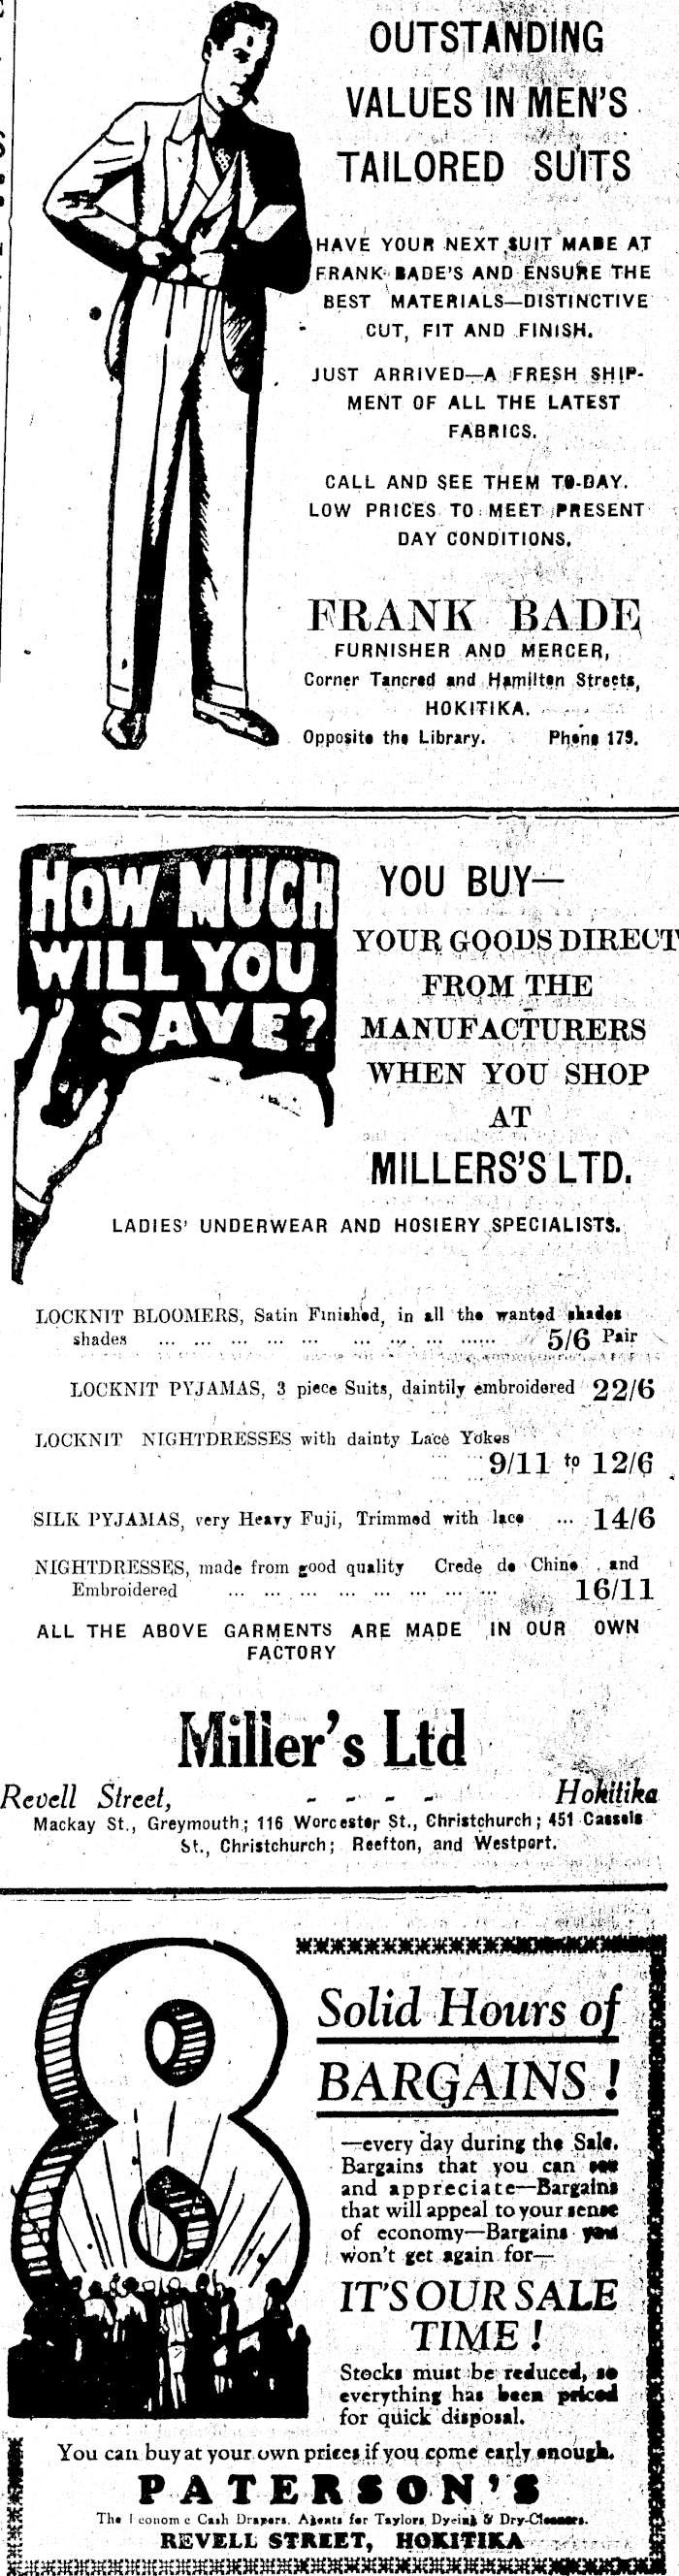 OUTSTANDING
VALUES IN MEN'S
TAILORED SUITS
HAVE YOUR NEXT SUIT MADE AT
FRANK BADE'S AND ENSURE THE
BEST MATERIALS—DISTINCTIVE
CUT, FIT AND FINISH.
JUST ARRIVED—A FRESH SHIP-
MENT OF ALL THE LATEST
FABRICS.
CALL AND SEE THEM TO-DAY.
LOW PRICES TO MEET PRESENT
DAY CONDITIONS.
FRANK BADE
FURNISHER AND MERCER,
Corner Tancred and Hamilton Streets,
HOKITIKA.
Opposite the Library. Phone 179.
HOW MUCH
WILL YOU
SAVE?
YOU BUY—
YOUR GOODS DIRECT
FROM THE
MANUFACTURERS
WHEN YOU SHOP
AT
MILLERS'S LTD.
LADIES' UNDERWEAR AND HOSIERY SPECIALISTS.
LOCKNIT BLOOMERS, Satin Finished, in all the wanted shades
shades ... ... ... ... ... ... ... ... ... ...... 5/6 Pair
LOCKNIT PYJAMAS, 3 piece Suits, daintily embroidered 22/6
LOCKNIT NIGHTDRESSES with dainty Lace Yokes
9/11 to 12/6
SILK PYJAMAS, very Heavy Fuji, Trimmed with lace ... 14/6
NIGHTDRESSES, made from good quality Crede de Chine and
Embroidered ... ... ... ... ... ... ... ... 16/11
ALL THE ABOVE GARMENTS ARE MADE IN OUR OWN
FACTORY
Miller's Ltd
Revell Street, - - - - Hokitika
Mackay St., Greymouth; 116 Worcester St., Christchurch; 451 Cassels
St., Christchurch; Reefton, and Westport.
8
Solid Hours of
BARGAINS!
—every day during the Sale.
Bargains that you can see
and appreciate—Bargains
that will appeal to your sense
of economy—Bargains you
won't get again for—
IT'S OUR SALE
TIME!
Stocks must be reduced, so
everything has been priced
for quick disposal.
You can buy at your own prices if you come early enough.
PATERSON'S
The Economic Cash Drapers. Agents for Taylors Dyeing & Dry-Cleaners.
REVELL STREET, HOKITIKA